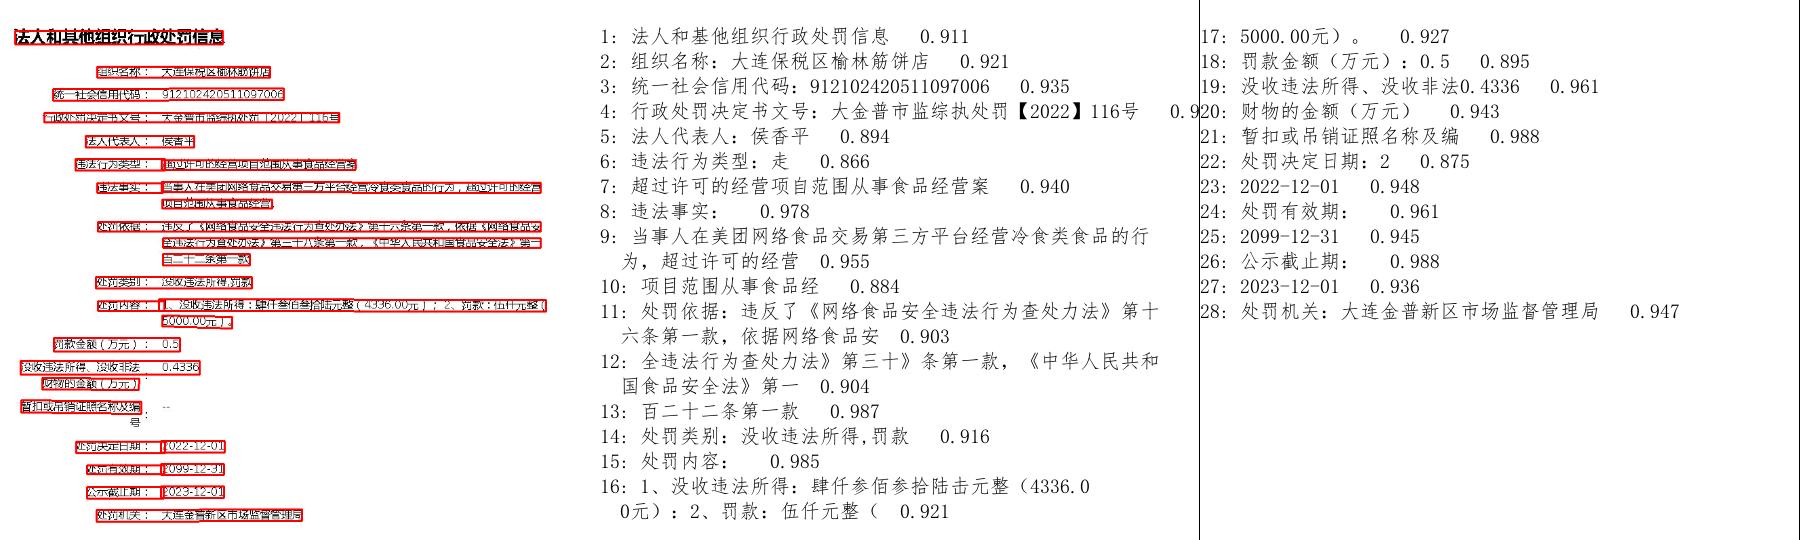 法人和其他组织行政处罚信息
组织名称： 大连保税区榆林筋饼店
统一社会信用代码： 912102420511097006
行政处罚决定书文号： 大金普市监综执处罚〔2022〕116号
法人代表人： 侯香平
违法行为类型： 超过许可的经营项目范围从事食品经营案
违法事实： 当事人在美团网络食品交易第三方平台经营冷食类食品的行为，超过许可的经营
项目范围从事食品经营
处罚依据： 违反了《网络食品安全违法行为查处办法》第十六条第一款，依据《网络食品安
全违法行为查处办法》第三十八条第一款，《中华人民共和国食品安全法》第一
百二十二条第一款
处罚类别： 没收违法所得,罚款
处罚内容： 1、没收违法所得：肆仟叁佰叁拾陆元整（4336.00元）；2、罚款：伍仟元整（
5000.00元）。
罚款金额（万元）： 0.5
没收违法所得、没收非法 0.4336
财物的金额（万元）：
暂扣或吊销证照名称及编 --
号：
处罚决定日期： 2022-12-01
处罚有效期： 2099-12-31
公示截止期： 2023-12-01
处罚机关： 大连金普新区市场监督管理局
1: 法人和基他组织行政处罚信息 0.911
2: 组织名称：大连保税区榆林筋饼店 0.921
3: 统一社会信用代码：912102420511097006 0.935
4: 行政处罚决定书文号：大金普市监综执处罚【2022】116号 0.9
5: 法人代表人：侯香平 0.894
6: 违法行为类型：走 0.866
7: 超过许可的经营项自范围从事食品经营案 0.940
8: 违法事实： 0.978
9: 当事人在美团网络食品交易第三方平台经营冷食类食品的行
为，超过许可的经营 0.955
10: 项目范围从事食品经 0.884
11: 处罚依据：违反了《网络食品安全违法行为查处力法》第十
六条第一款，依据网络食品安 0.903
12: 全违法行为查处力法》第三十》条第一款，《中华人民共和
国食品安全法》第一 0.904
13: 百二十二条第一款 0.987
14: 处罚类别：没收违法所得,罚款 0.916
15: 处罚内容： 0.985
16: 1、没收违法所得：肆仟参佰参拾陆击元整（4336.0
0元）：2、罚款：伍仟元整（ 0.921
17: 5000.00元）。 0.927
18: 罚款金额（万元）：0.5 0.895
19: 没收违法所得、没收非法0.4336 0.961
20: 财物的金额（万元） 0.943
21: 暂扣或吊销证照名称及编 0.988
22: 处罚决定日期：2 0.875
23: 2022-12-01 0.948
24: 处罚有效期： 0.961
25: 2099-12-31 0.945
26: 公示截止期： 0.988
27: 2023-12-01 0.936
28: 处罚机关：大连金普新区市场监督管理局 0.947